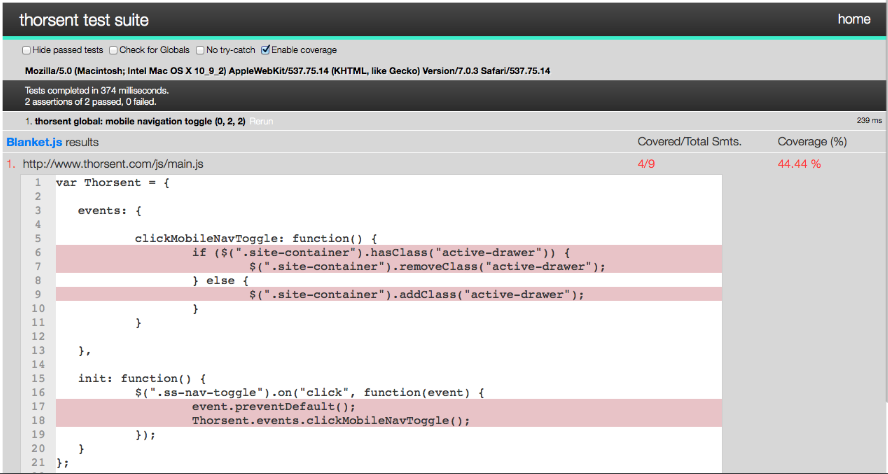 thorsent test suite
home
Hide passed tests Check for Globals No try-catch Enable coverage
Mozilla/5.0 (Macintosh; Intel Mac OS X 10_9_2) AppleWebKit/537.75.14 (KHTML, like Gecko) Version/7.0.3 Safari/537.75.14
Tests completed in 374 milliseconds.
2 assertions of 2 passed, 0 failed.
1. thorsent global: mobile navigation toggle (0, 2, 2) Rerun 239 ms
Blanket.js results Covered/Total Smts. Coverage (%)
1. http://www.thorsent.com/js/main.js 4/9 44.44 %
1 var Thorsent = {
2
3 events: {
4
5 clickMobileNavToggle: function() {
6 if ($(".site-container").hasClass("active-drawer")) {
7 $(".site-container").removeClass("active-drawer");
8 } else {
9 $(".site-container").addClass("active-drawer");
10 }
11 }
12
13 },
14
15 init: function() {
16 $(".ss-nav-toggle").on("click", function(event) {
17 event.preventDefault();
18 Thorsent.events.clickMobileNavToggle();
19 });
20 }
21 };